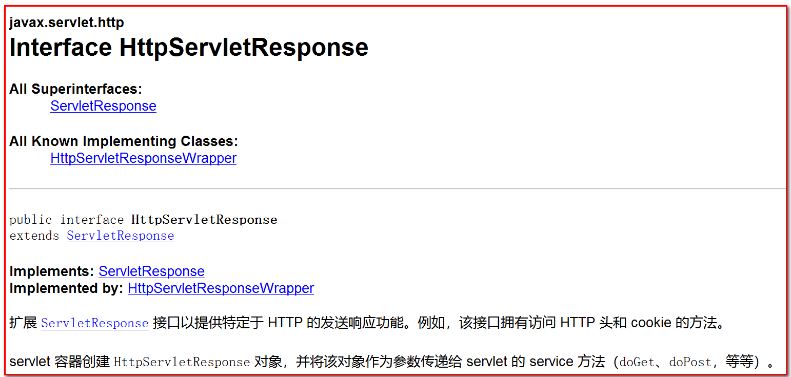 javax.servlet.http
Interface HttpServletResponse
All Superinterfaces:
ServletResponse
All Known Implementing Classes:
HttpServletResponseWrapper
public interface HttpServletResponse
extends ServletResponse
Implements: ServletResponse
Implemented by: HttpServletResponseWrapper
扩展 ServletResponse 接口以提供特定于 HTTP 的发送响应功能。例如，该接口拥有访问 HTTP 头和 cookie 的方法。
servlet 容器创建 HttpServletResponse 对象，并将该对象作为参数传递给 servlet 的 service 方法（doGet、doPost，等等）。